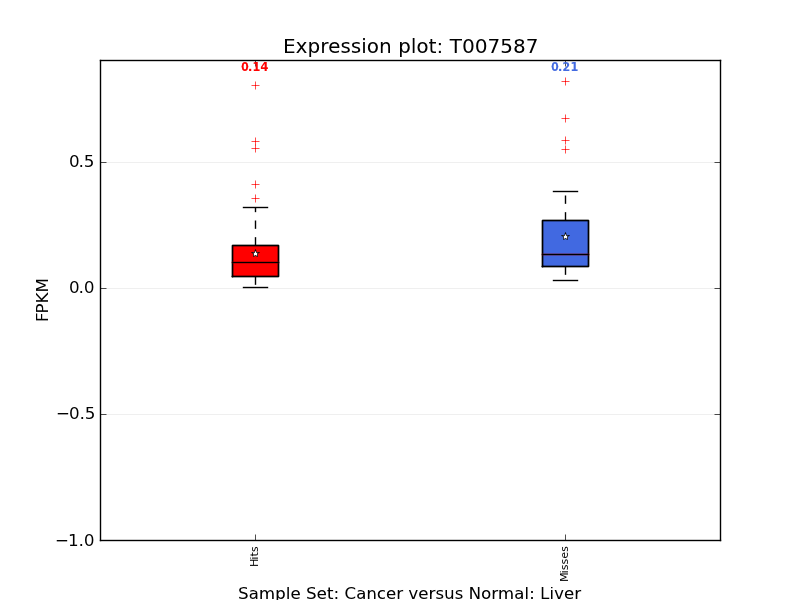 Expression plot: T007587
0.14
0.21
0.5
0.0
−0.5
−1.0
FPKM
Hits
Misses
Sample Set: Cancer versus Normal: Liver